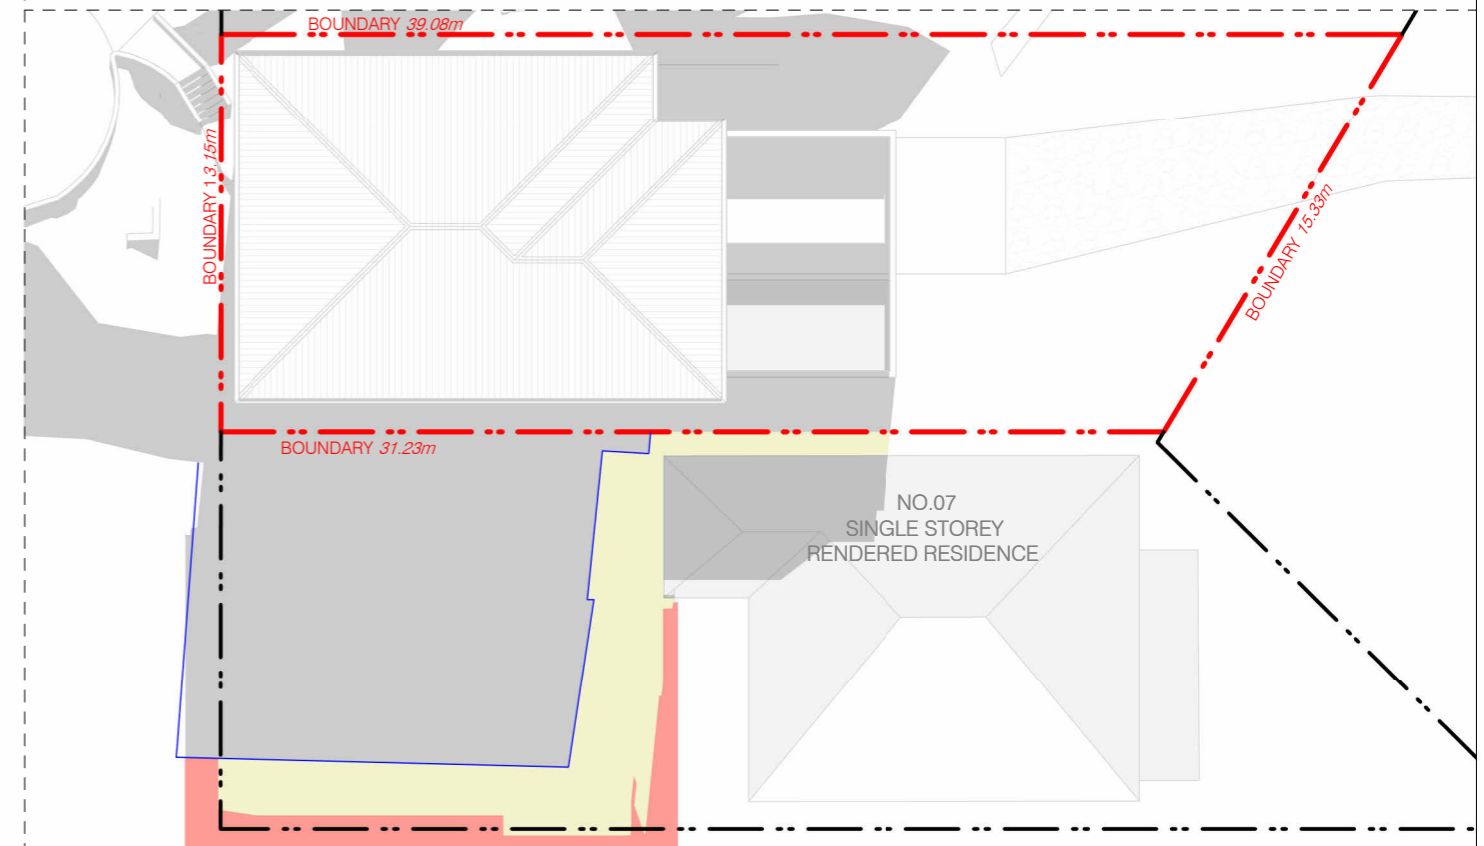 BOUNDARY 39.08m
BOUNDARY 13.15m
BOUNDARY 15.33m
BOUNDARY 31.23m
NO.07
SINGLE STOREY
RENDERED RESIDENCE